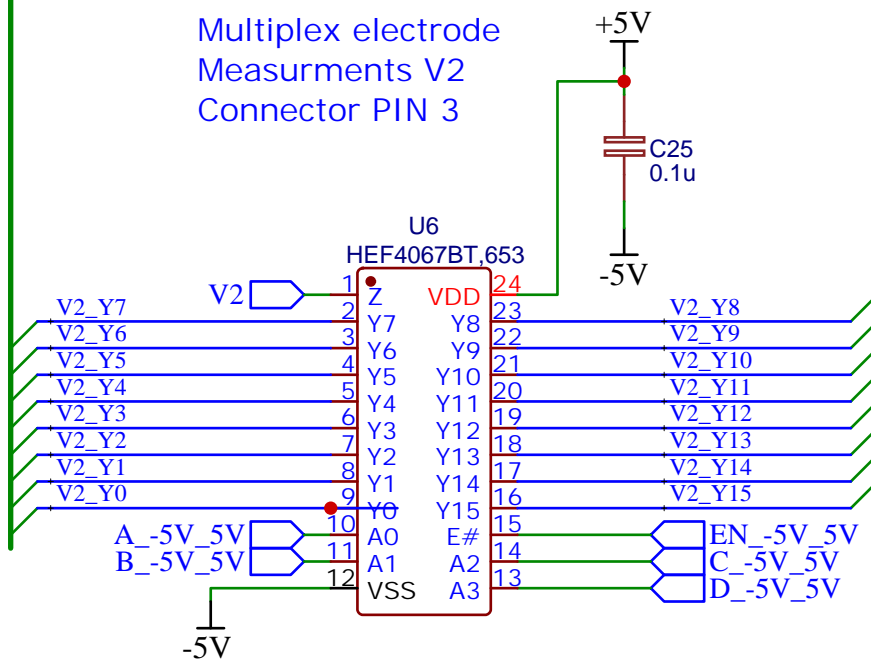 Multiplex electrode
Measurments V2
Connector PIN 3
+5V
C25
0.1u
-5V
U6
HEF4067BT,653
V2 1 Z VDD 24
V2_Y7 2 Y7 Y8 23 V2_Y8
V2_Y6 3 Y6 Y9 22 V2_Y9
V2_Y5 4 Y5 Y10 21 V2_Y10
V2_Y4 5 Y4 Y11 20 V2_Y11
V2_Y3 6 Y3 Y12 19 V2_Y12
V2_Y2 7 Y2 Y13 18 V2_Y13
V2_Y1 8 Y1 Y14 17 V2_Y14
V2_Y0 9 Y0 Y15 16 V2_Y15
A_-5V_5V 10 A0 E# 15 EN_-5V_5V
B_-5V_5V 11 A1 A2 14 C_-5V_5V
12 VSS A3 13 D_-5V_5V
-5V